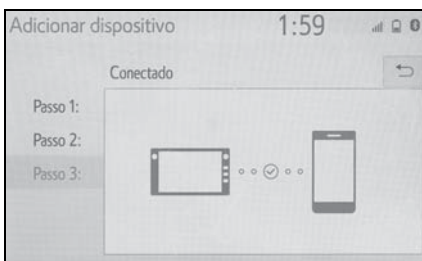 Adicionar dispositivo 1:59
Conectado
Passo 1:
Passo 2:
Passo 3: